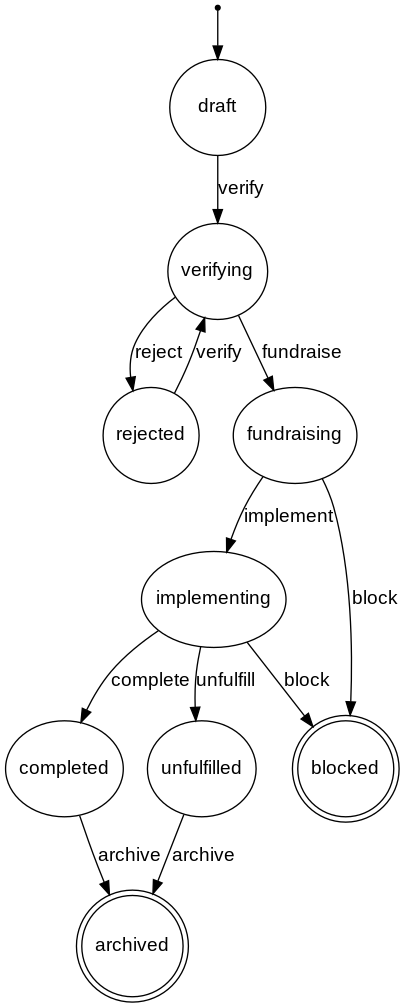 draft
verify
verifying
reject
verify
fundraise
rejected
fundraising
implement
implementing
block
complete
unfulfill
block
completed
unfulfilled
blocked
archive
archive
archived